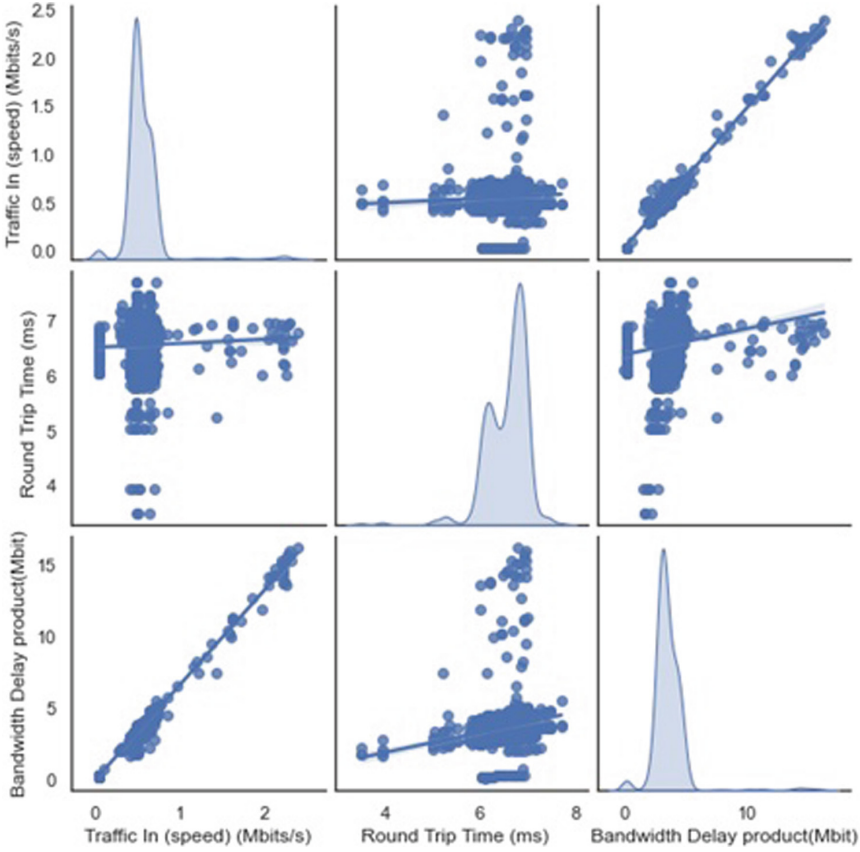 Traffic In (speed) (Mbits/s)
2.5
2.0
1.5
1.0
0.5
0.0
Round Trip Time (ms)
7
6
5
4
Bandwidth Delay product(Mbit)
15
10
5
0
0 1 2
4 6 8
0 10
Traffic In (speed) (Mbits/s)
Round Trip Time (ms)
Bandwidth Delay product(Mbit)